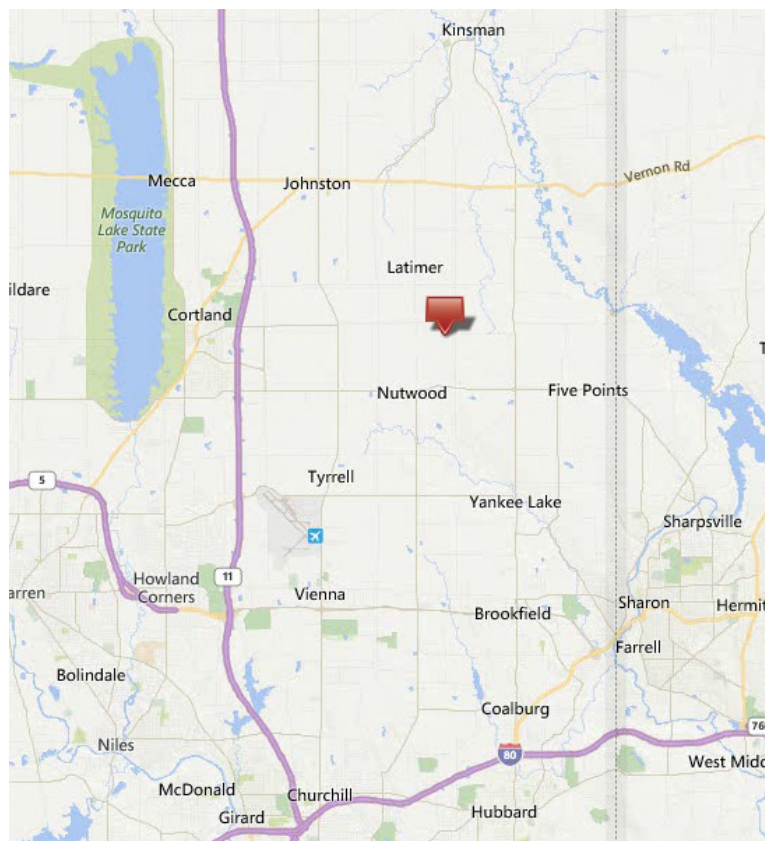 Kinsman
Vernon Rd
Mecca
Johnston
Mosquito
Lake State
Park
Latimer
ildare
Cortland
Nutwood
Five Points
T
Tyrrell
5
Yankee Lake
Sharpsville
Howland
Corners
11
arren
Vienna
Sharon
Hermit
Brookfield
Farrell
Bolindale
Coalburg
Niles
80
76
West Midd
McDonald
Churchill
Girard
Hubbard